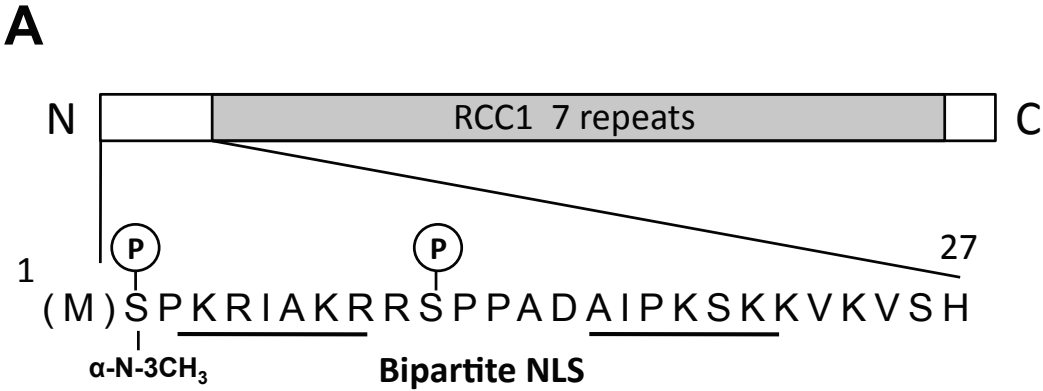 A
N RCC1 7 repeats C
P P
1 27
(M)SPKRIAKRRSPPADAIPKSKKVKVSH
α-N-3CH₃ Bipartite NLS